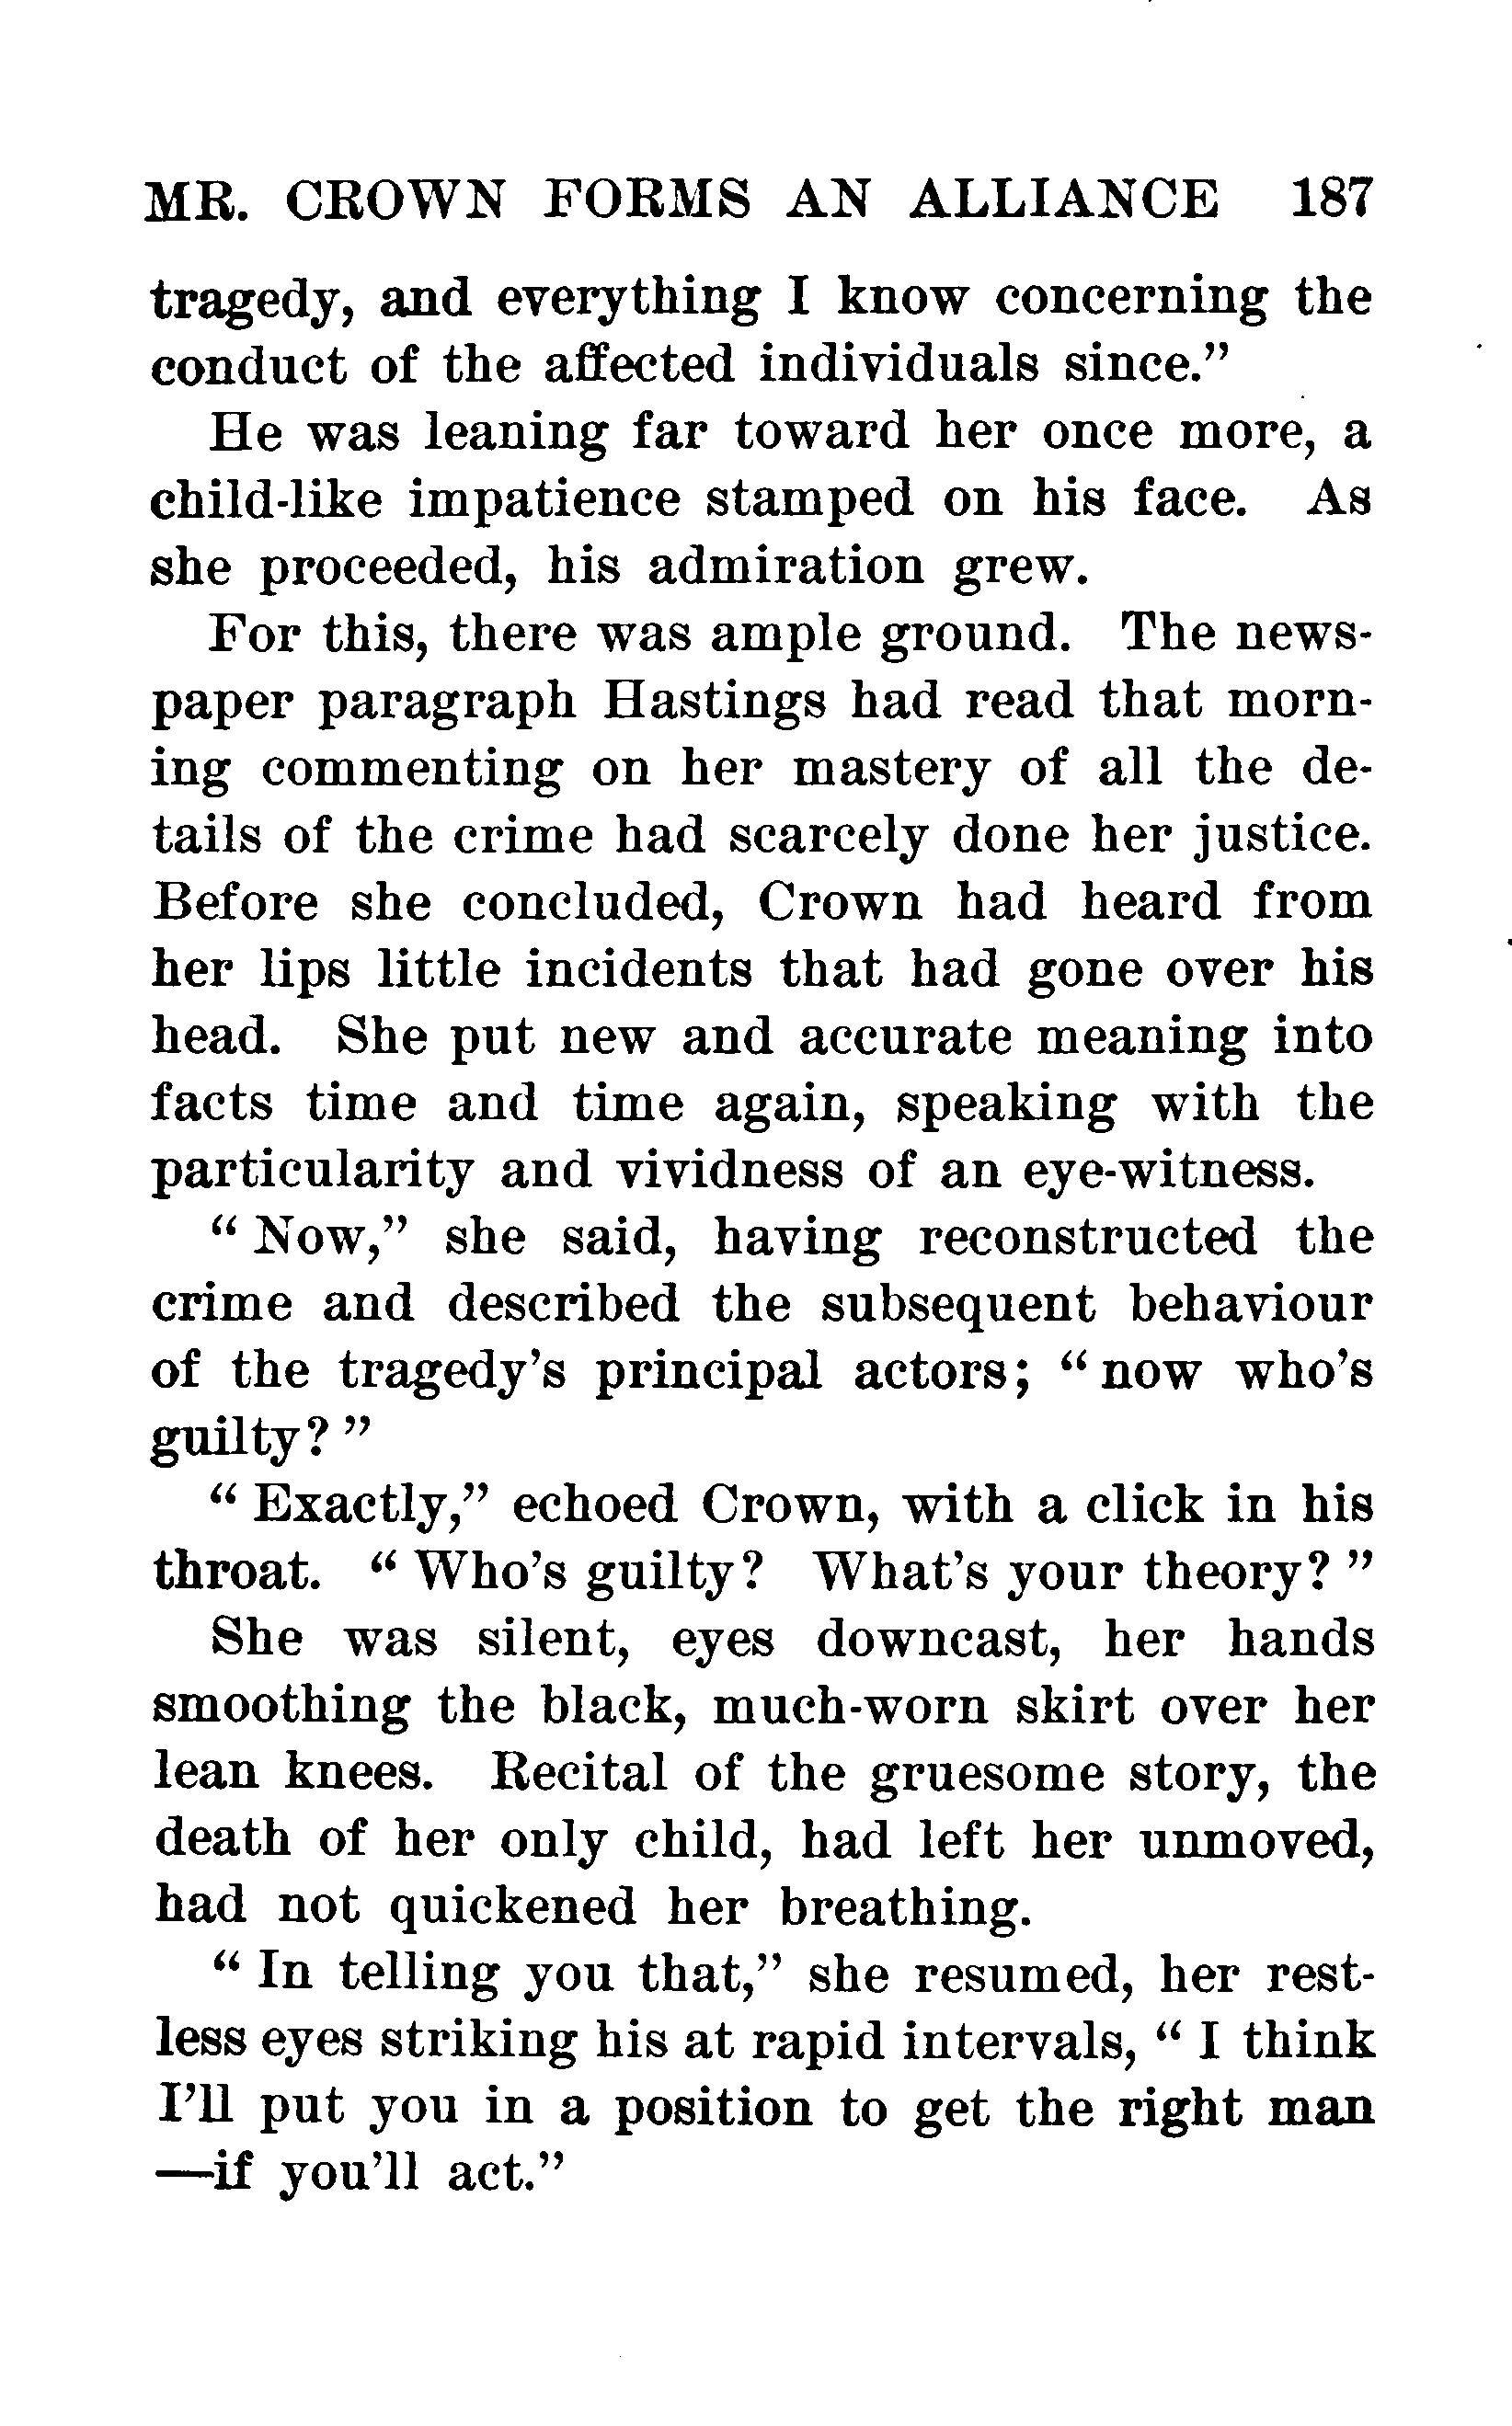 MR. CROWN FORMS AN ALLIANCE 187
tragedy, and everything I know concerning the
conduct of the affected individuals since.”
He was leaning far toward her once more, a
child-like impatience stamped on his face. As
she proceeded, his admiration grew.
For this, there was ample ground. The news-
paper paragraph Hastings had read that morn-
ing commenting on her mastery of all the de-
tails of the crime had scarcely done her justice.
Before she concluded, Crown had heard from
her lips little incidents that had gone over his
head. She put new and accurate meaning into
facts time and time again, speaking with the
particularity and vividness of an eye-witness.
“ Now,” she said, having reconstructed the
crime and described the subsequent behaviour
of the tragedy’s principal actors; “ now who’s
guilty? ”
“ Exactly,” echoed Crown, with a click in his
throat. “ Who’s guilty? What’s your theory? ”
She was silent, eyes downcast, her hands
smoothing the black, much-worn skirt over her
lean knees. Recital of the gruesome story, the
death of her only child, had left her unmoved,
had not quickened her breathing.
“ In telling you that,” she resumed, her rest-
less eyes striking his at rapid intervals, “ I think
I’ll put you in a position to get the right man
—if you’ll act.”